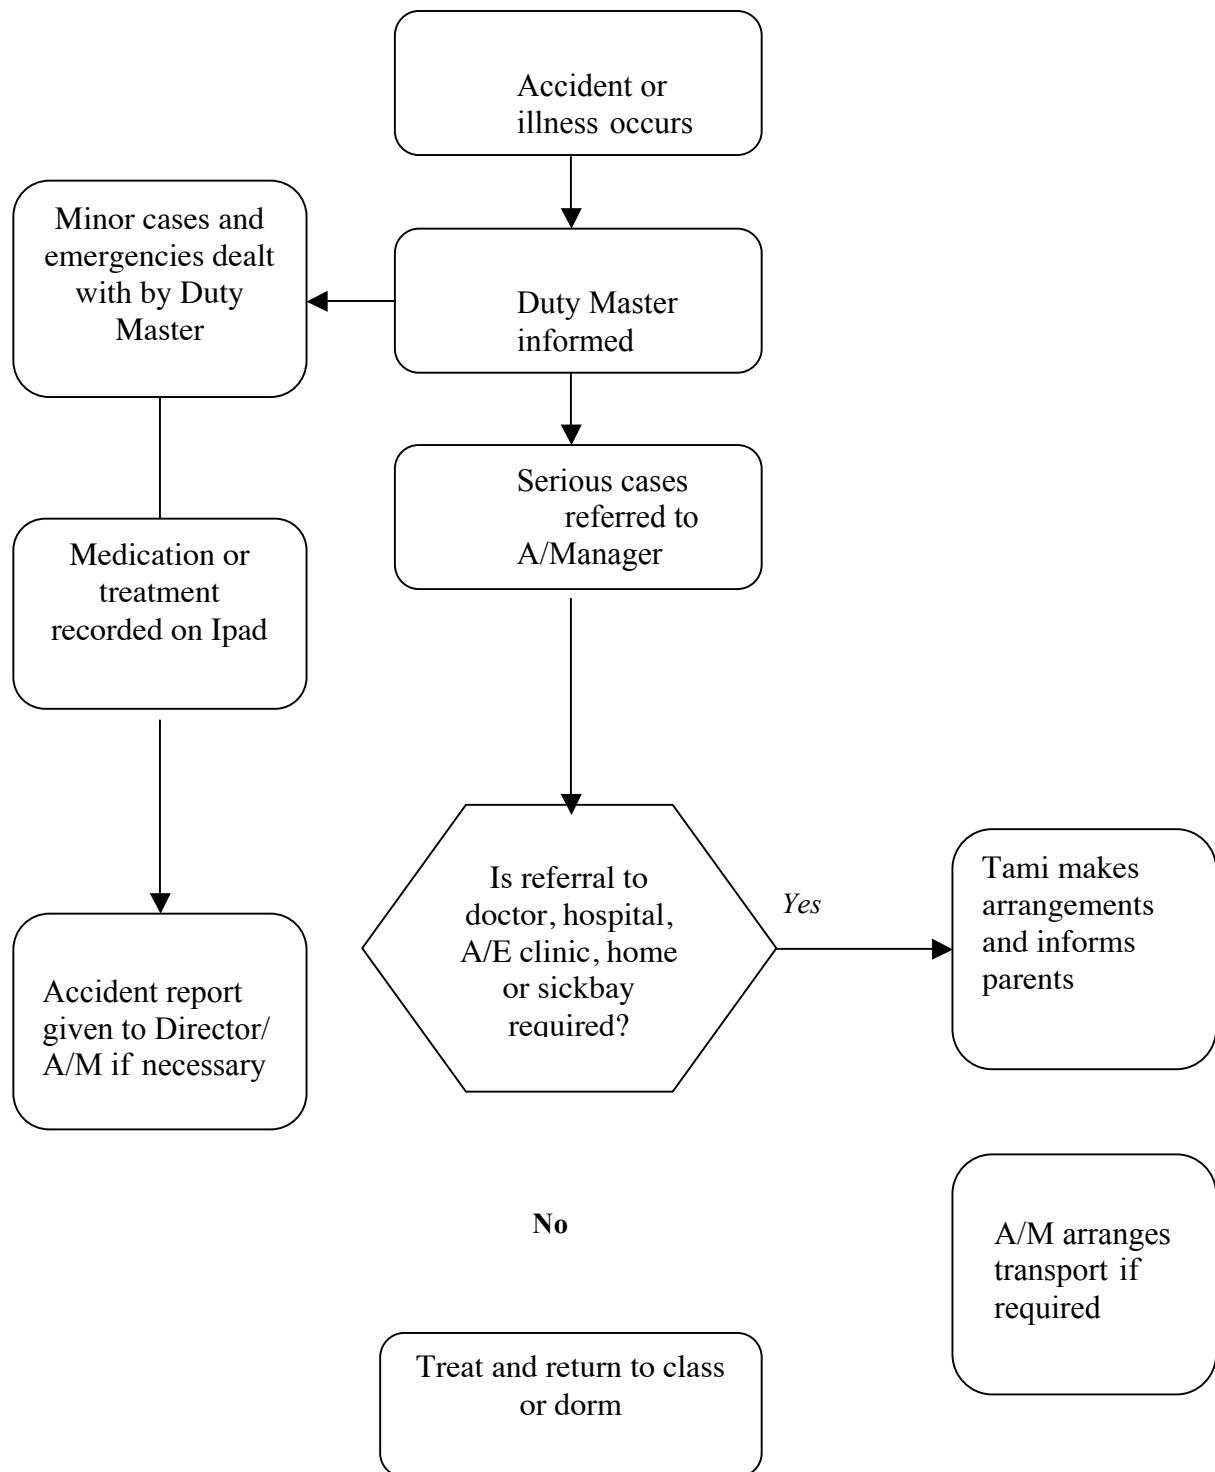 Accident or
illness occurs
Minor cases and
emergencies dealt
with by Duty
Master
Duty Master
informed
Serious cases
referred to
A/Manager
Medication or
treatment
recorded on Ipad
Is referral to
doctor, hospital,
A/E clinic, home
or sickbay
required?
Yes
Tami makes
arrangements
and informs
parents
Accident report
given to Director/
A/M if necessary
No
A/M arranges
transport if
required
Treat and return to class
or dorm